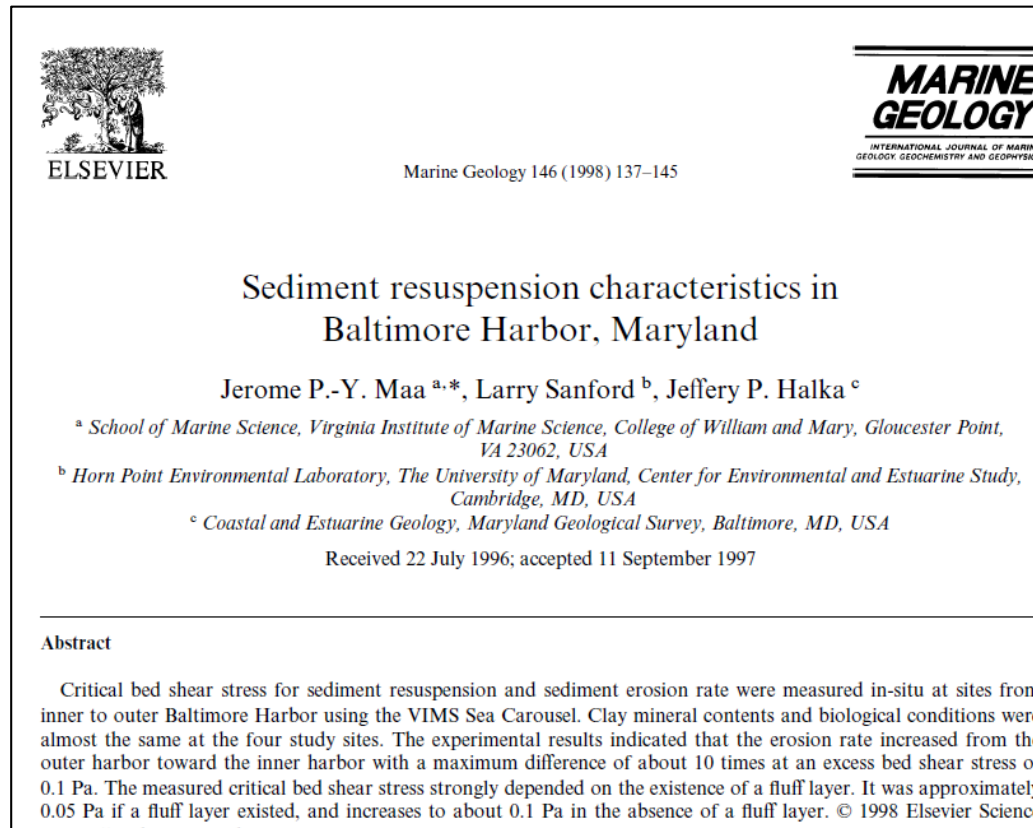 ELSEVIER
MARINE
GEOLOGY
INTERNATIONAL JOURNAL OF MARIN
GEOLOGY, GEOCHEMISTRY AND GEOPHYSIC
Marine Geology 146 (1998) 137–145
Sediment resuspension characteristics in
Baltimore Harbor, Maryland
Jerome P.-Y. Maa a,*, Larry Sanford b, Jeffery P. Halka c
a School of Marine Science, Virginia Institute of Marine Science, College of William and Mary, Gloucester Point,
VA 23062, USA
b Horn Point Environmental Laboratory, The University of Maryland, Center for Environmental and Estuarine Study,
Cambridge, MD, USA
c Coastal and Estuarine Geology, Maryland Geological Survey, Baltimore, MD, USA
Received 22 July 1996; accepted 11 September 1997
Abstract
Critical bed shear stress for sediment resuspension and sediment erosion rate were measured in-situ at sites from
inner to outer Baltimore Harbor using the VIMS Sea Carousel. Clay mineral contents and biological conditions were
almost the same at the four study sites. The experimental results indicated that the erosion rate increased from the
outer harbor toward the inner harbor with a maximum difference of about 10 times at an excess bed shear stress o
0.1 Pa. The measured critical bed shear stress strongly depended on the existence of a fluff layer. It was approximately
0.05 Pa if a fluff layer existed, and increases to about 0.1 Pa in the absence of a fluff layer. © 1998 Elsevier Science